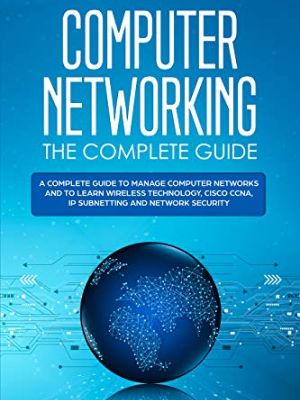 COMPUTER
NETWORKING
THE COMPLETE GUIDE
A COMPLETE GUIDE TO MANAGE COMPUTER NETWORKS
AND TO LEARN WIRELESS TECHNOLOGY, CISCO CCNA,
IP SUBNETTING AND NETWORK SECURITY